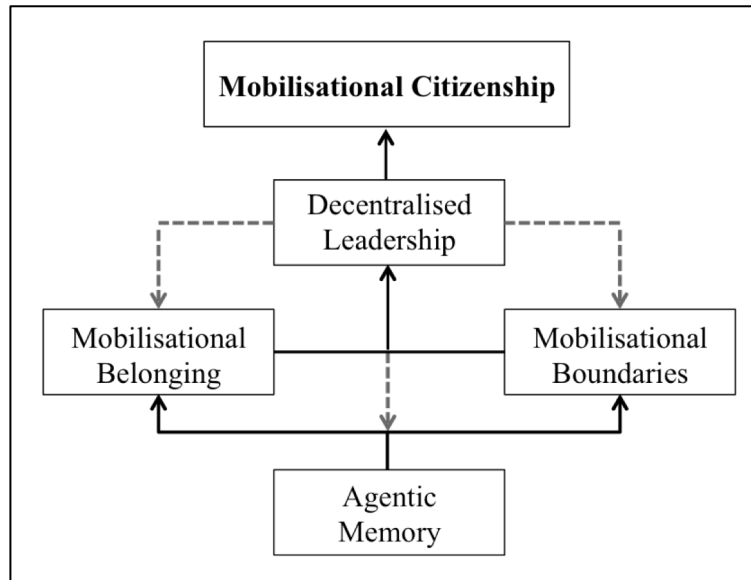 Mobilisational Citizenship
Decentralised
Leadership
Mobilisational
Belonging
Mobilisational
Boundaries
Agentic
Memory